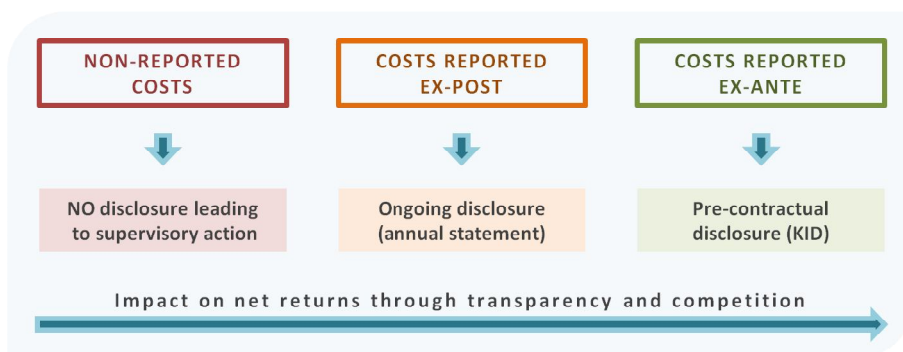 NON-REPORTED
COSTS
COSTS REPORTED
EX-POST
COSTS REPORTED
EX-ANTE
NO disclosure leading
to supervisory action
Ongoing disclosure
(annual statement)
Pre-contractual
disclosure (KID)
Impact on net returns through transparency and competition